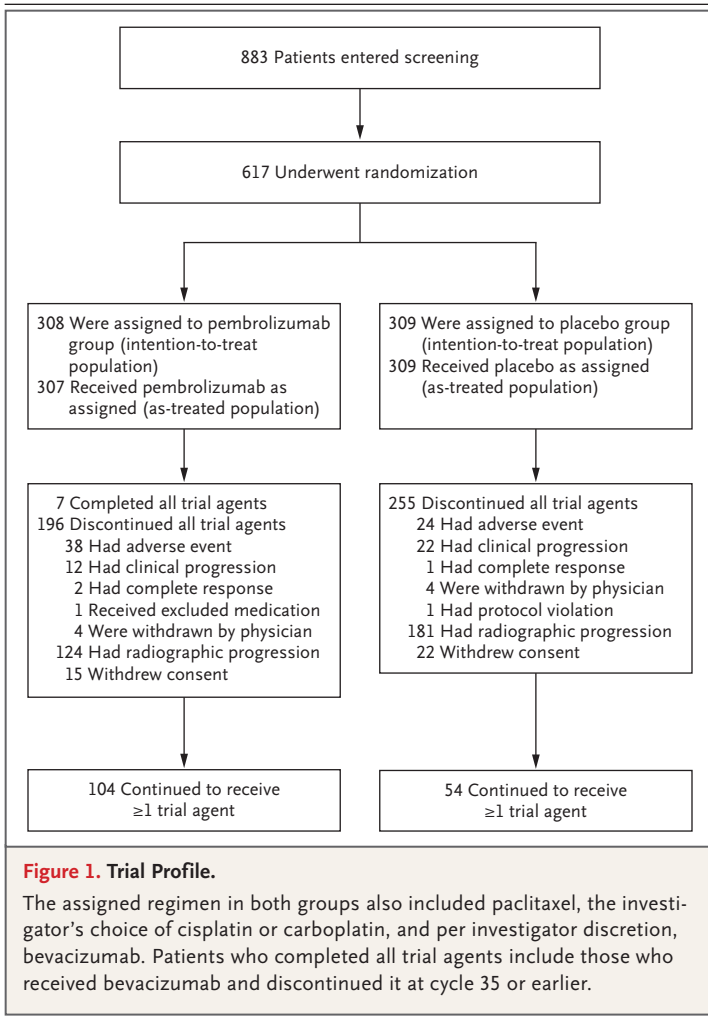 883 Patients entered screening
617 Underwent randomization
308 Were assigned to pembrolizumab
group (intention-to-treat
population)
307 Received pembrolizumab as
assigned (as-treated population)
309 Were assigned to placebo group
(intention-to-treat population)
309 Received placebo as assigned
(as-treated population)
7 Completed all trial agents
196 Discontinued all trial agents
38 Had adverse event
12 Had clinical progression
2 Had complete response
1 Received excluded medication
4 Were withdrawn by physician
124 Had radiographic progression
15 Withdrew consent
255 Discontinued all trial agents
24 Had adverse event
22 Had clinical progression
1 Had complete response
4 Were withdrawn by physician
1 Had protocol violation
181 Had radiographic progression
22 Withdrew consent
104 Continued to receive
≥1 trial agent
54 Continued to receive
≥1 trial agent
Figure 1. Trial Profile.
The assigned regimen in both groups also included paclitaxel, the investi-
gator’s choice of cisplatin or carboplatin, and per investigator discretion,
bevacizumab. Patients who completed all trial agents include those who
received bevacizumab and discontinued it at cycle 35 or earlier.